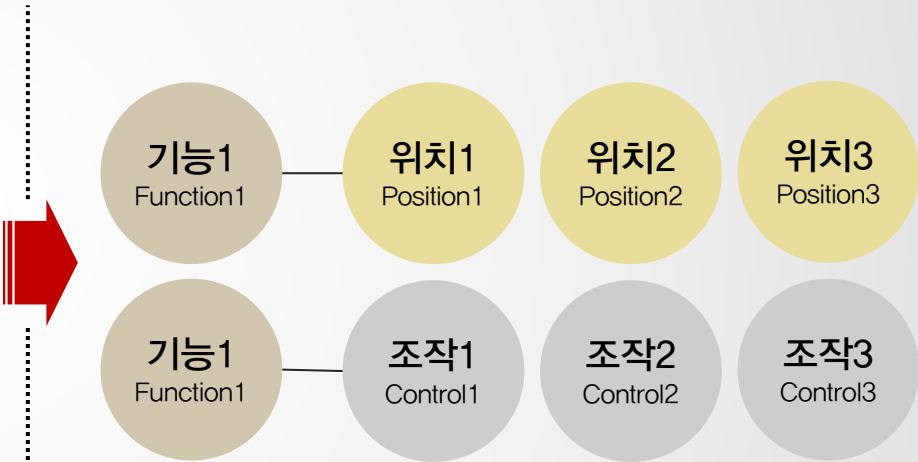 기능1
Function1
위치1
Position1
위치2
Position2
위치3
Position3
기능1
Function1
조작1
Control1
조작2
Control2
조작3
Control3